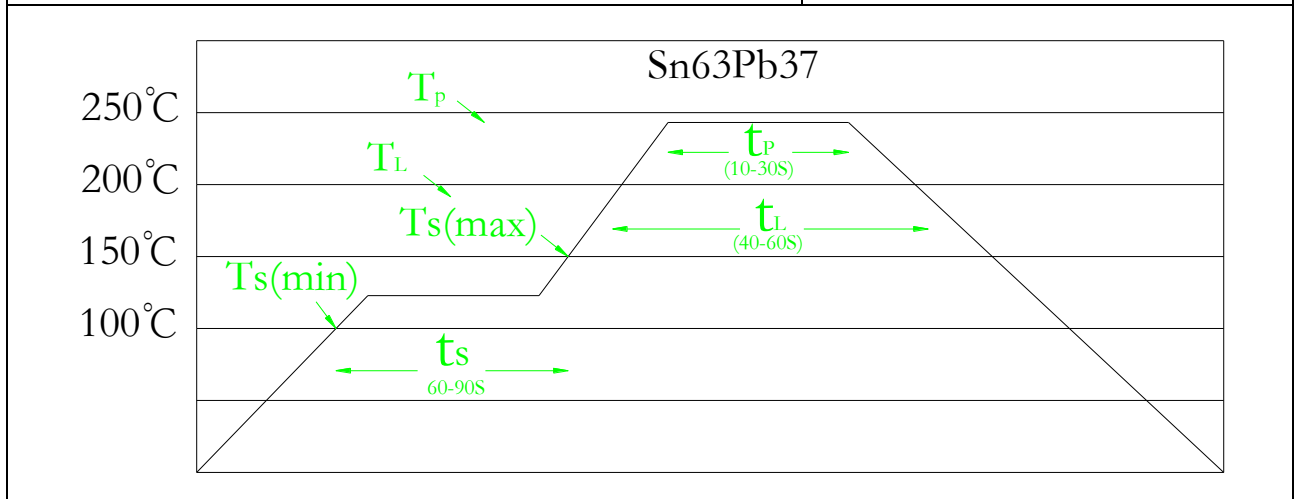 Sn63Pb37
Tp
250℃
tP
(10-30S)
TL
200℃
Ts(max)
tL
(40-60S)
150℃
Ts(min)
100℃
ts
60-90S